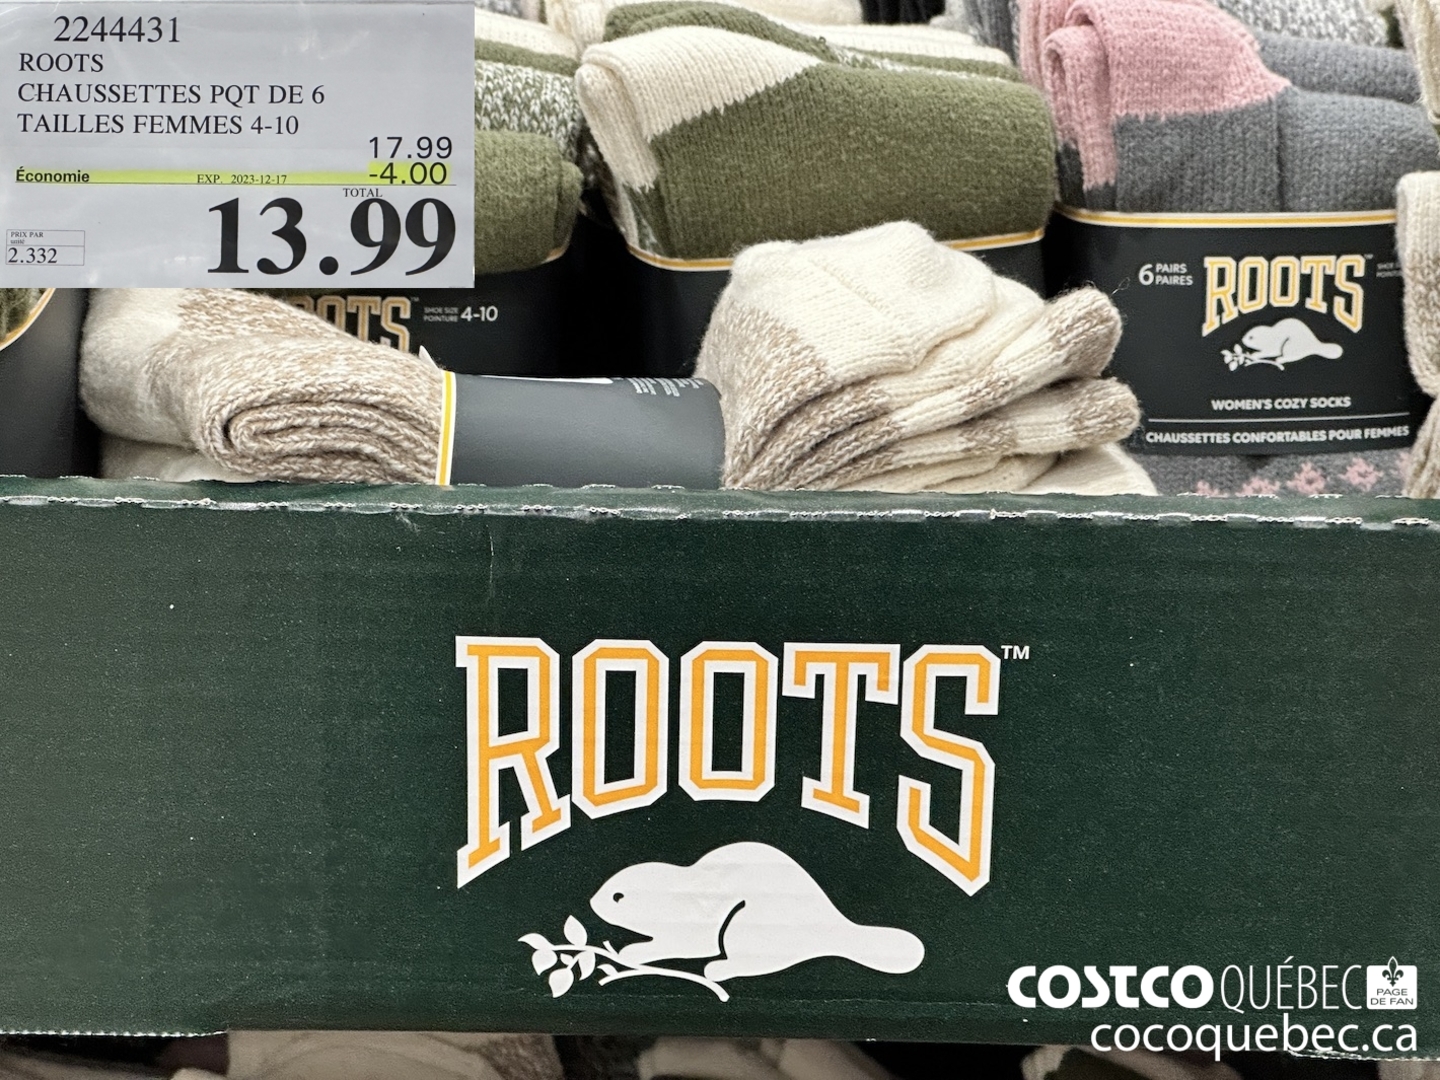 2244431
ROOTS
CHAUSSETTES PQT DE 6
TAILLES FEMMES 4-10
17.99
Économie EXP. 2023-12-17 -4.00
TOTAL
PRIX PAR
2.332
13.99
OTS™ SHOE SIZE
POINTURE 4-10
6 PAIRS
PAIRES
ROOTS™
WOMEN'S COZY SOCKS
CHAUSSETTES CONFORTABLES POUR FEMMES
ROOTS™
COSTCO QUÉBEC PAGE
DE FAN
cocoquebec.ca